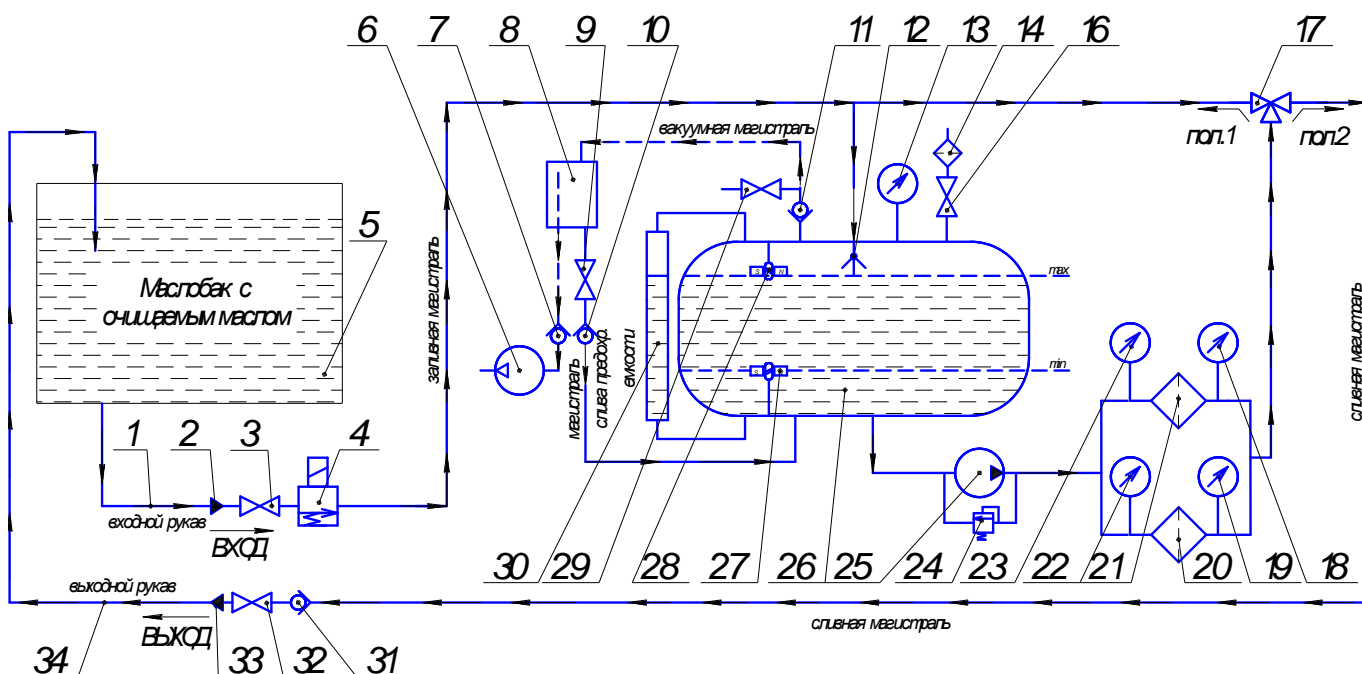 6 7 8 9 10 11 12 13 14 16 17
вакуумная магистраль
пол.1
пол.2
5
Маслобак с
очищаемым маслом
заливная магистраль
магистраль
слива предохр.
емкости
S N
max
S
min
сливная магистраль
1 2 3 4
входной рукав
ВХОД
30 29 28 27 26 25 24 23 22 21 20 19 18
выходной рукав
ВЫХОД
сливная магистраль
34 33 32 31